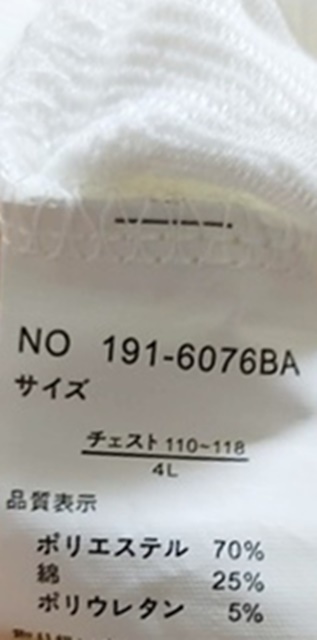 NO 191-6076BA
サイズ
チェスト 110~118
4L
品質表示
ポリエステル 70%
綿 25%
ポリウレタン 5%